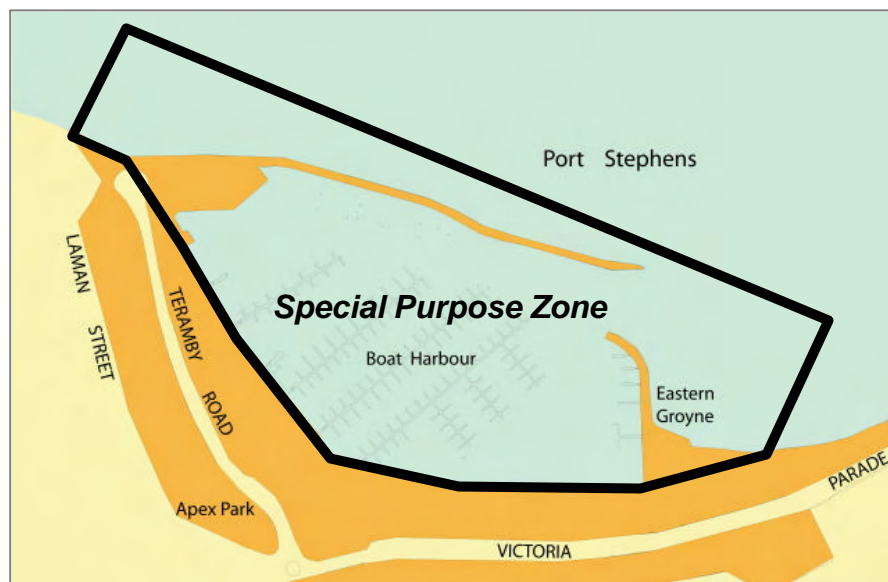 Port Stephens
Special Purpose Zone
Boat Harbour
Eastern
Groyne
LAMAN
STREET
TERAMBY
ROAD
Apex Park
VICTORIA
PARADE